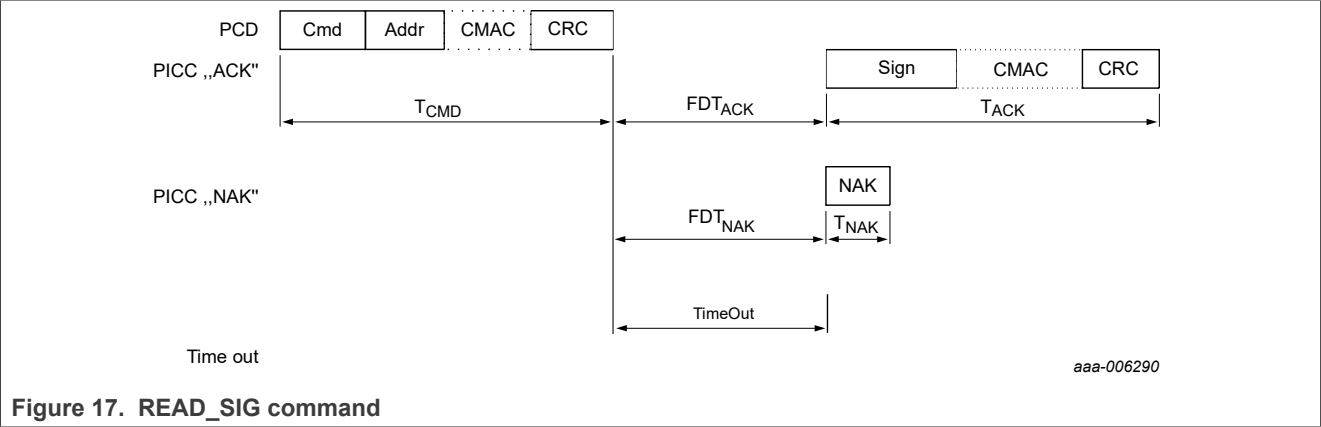 PCD Cmd Addr CMAC CRC
PICC ,,ACK" Sign CMAC CRC
TCMD FDTACK TACK
PICC ,,NAK" NAK
FDTNAK TNAK
TimeOut
Time out
aaa-006290
Figure 17. READ_SIG command